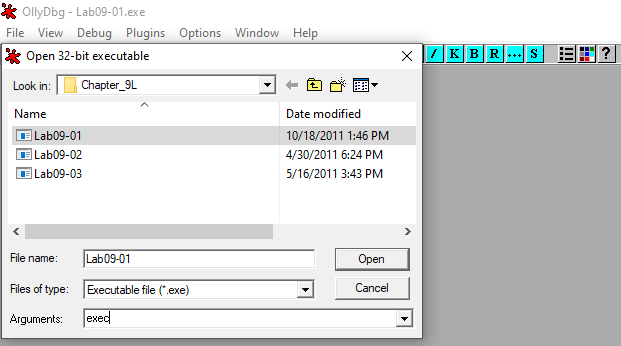 OllyDbg - Lab09-01.exe
File View Debug Plugins Options Window Help
Open 32-bit executable
/ K B R ... S ?
Look in: Chapter_9L
Name Date modified
Lab09-01 10/18/2011 1:46 PM
Lab09-02 4/30/2011 6:24 PM
Lab09-03 5/16/2011 3:43 PM
File name: Lab09-01 Open
Files of type: Executable file (*.exe) Cancel
Arguments: exec